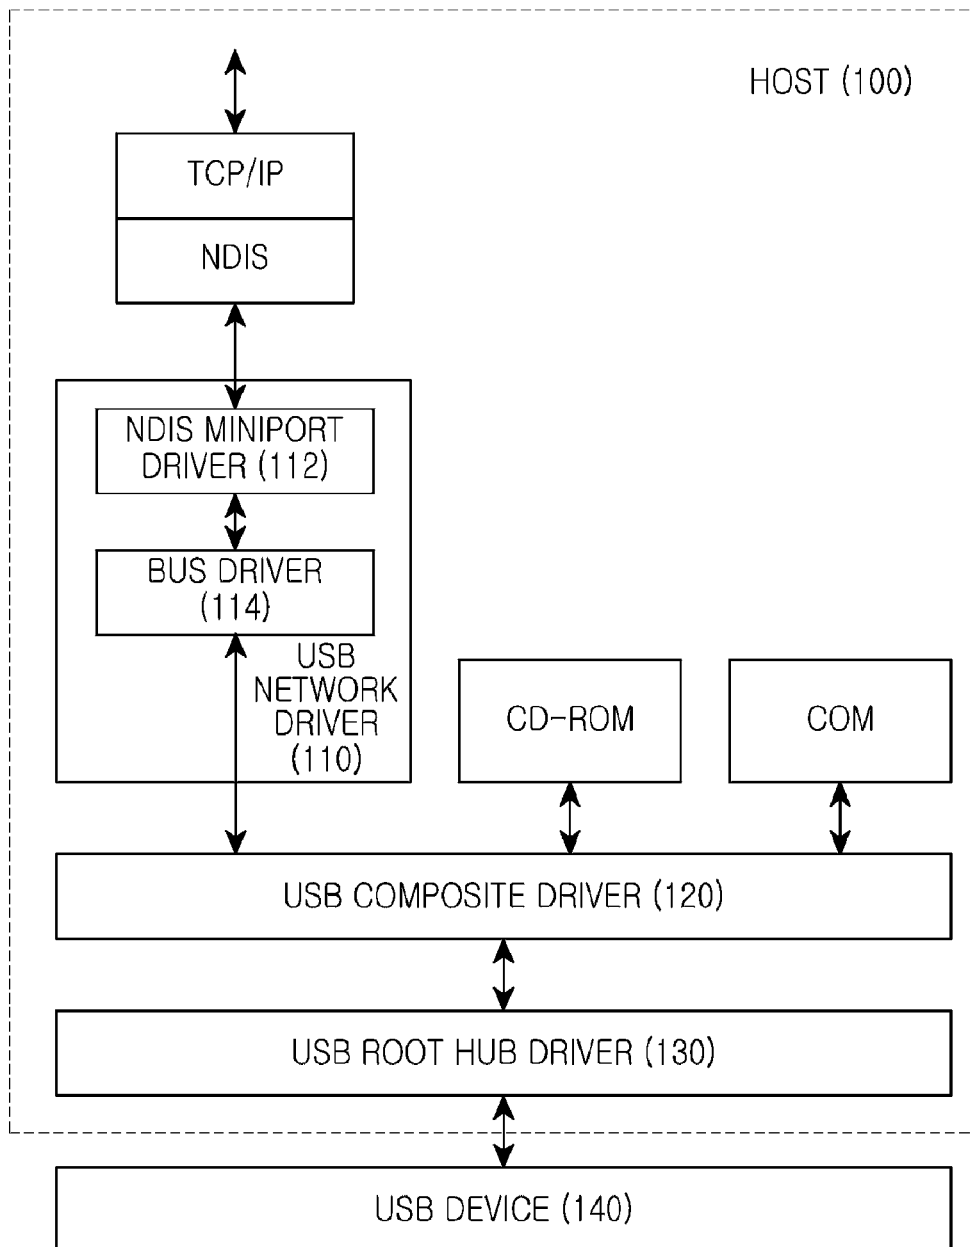 HOST (100)
TCP/IP
NDIS
NDIS MINIPORT
DRIVER (112)
BUS DRIVER
(114)
USB
NETWORK
DRIVER
(110)
CD-ROM
COM
USB COMPOSITE DRIVER (120)
USB ROOT HUB DRIVER (130)
USB DEVICE (140)